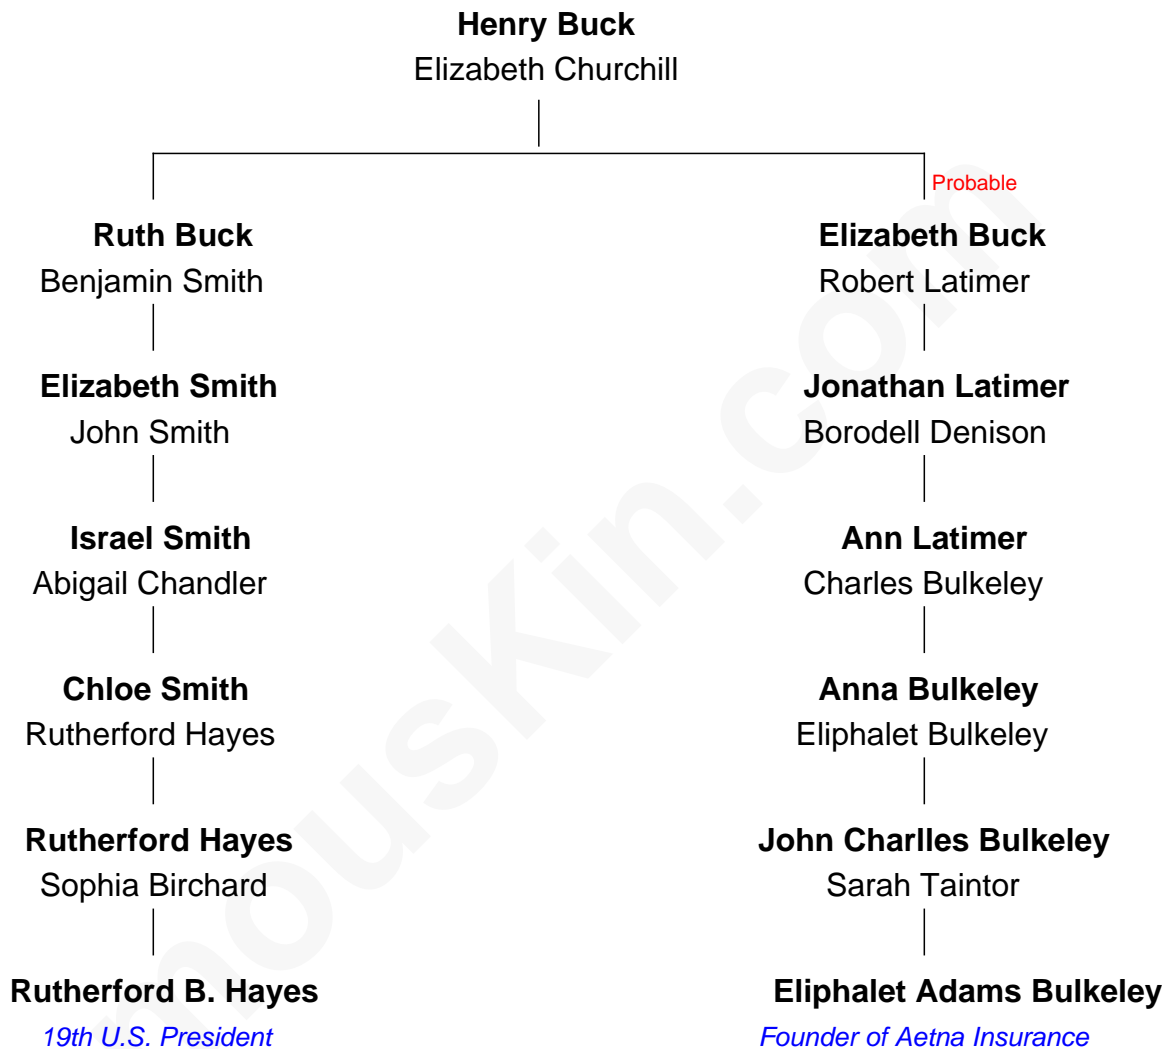 Henry Buck
Elizabeth Churchill
Probable
Ruth Buck
Benjamin Smith
Elizabeth Buck
Robert Latimer
Elizabeth Smith
John Smith
Jonathan Latimer
Borodell Denison
Israel Smith
Abigail Chandler
Ann Latimer
Charles Bulkeley
Chloe Smith
Rutherford Hayes
Anna Bulkeley
Eliphalet Bulkeley
Rutherford Hayes
Sophia Birchard
John Charlles Bulkeley
Sarah Taintor
Rutherford B. Hayes
19th U.S. President
Eliphalet Adams Bulkeley
Founder of Aetna Insurance
mousKin.com